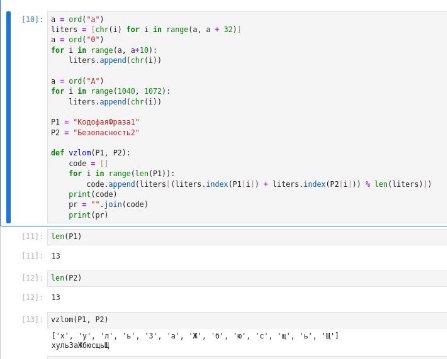 [10]: a = ord("а")
liters = [chr(i) for i in range(a, a + 32)]
a = ord("0")
for i in range(a, a+10):
liters.append(chr(i))
a = ord("А")
for i in range(1040, 1072):
liters.append(chr(i))
P1 = "КодофаяФраза1"
P2 = "Безопасность2"
def vzlom(P1, P2):
code = []
for i in range(len(P1)):
code.append(liters[(liters.index(P1[i]) + liters.index(P2[i])) % len(liters)])
print(code)
pr = "".join(code)
print(pr)
[11]: len(P1)
[11]: 13
[12]: len(P2)
[12]: 13
[13]: vzlom(P1, P2)
['х', 'у', 'л', 'ь', '3', 'а', 'Ж', 'б', 'ю', 'с', 'щ', 'ь', 'Щ']
хуль3аЖбюсщьЩ